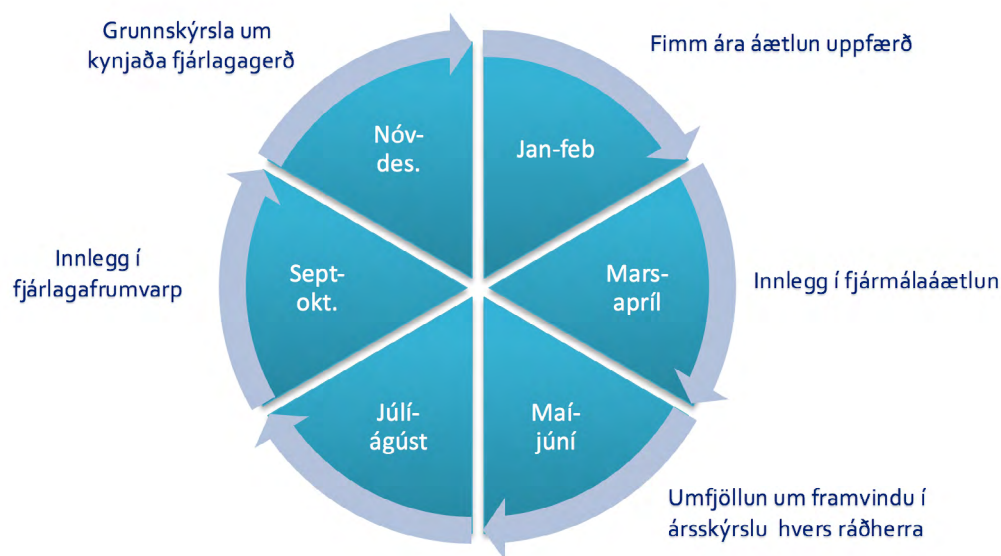 Grunnskýrsla um
kynjaða fjárlagagerð
Fimm ára áætlun uppfærð
Nóv-
des.
Jan-feb
Innlegg í
fjárlagafrumvarp
Sept-
okt.
Mars-
apríl
Innlegg í fjármálaáætlun
Júlí-
ágúst
Maí-
júní
Umfjöllun um framvindu í
ársskýrslu hvers ráðherra